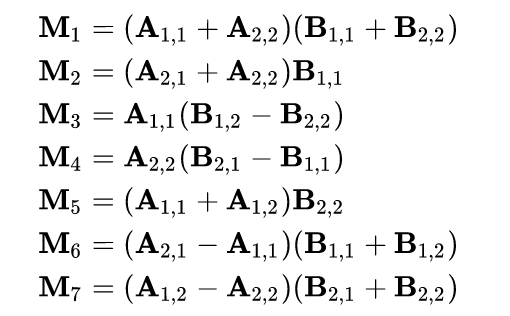 M₁ = (A₁,₁ + A₂,₂)(B₁,₁ + B₂,₂)
M₂ = (A₂,₁ + A₂,₂)B₁,₁
M₃ = A₁,₁(B₁,₂ − B₂,₂)
M₄ = A₂,₂(B₂,₁ − B₁,₁)
M₅ = (A₁,₁ + A₁,₂)B₂,₂
M₆ = (A₂,₁ − A₁,₁)(B₁,₁ + B₁,₂)
M₇ = (A₁,₂ − A₂,₂)(B₂,₁ + B₂,₂)